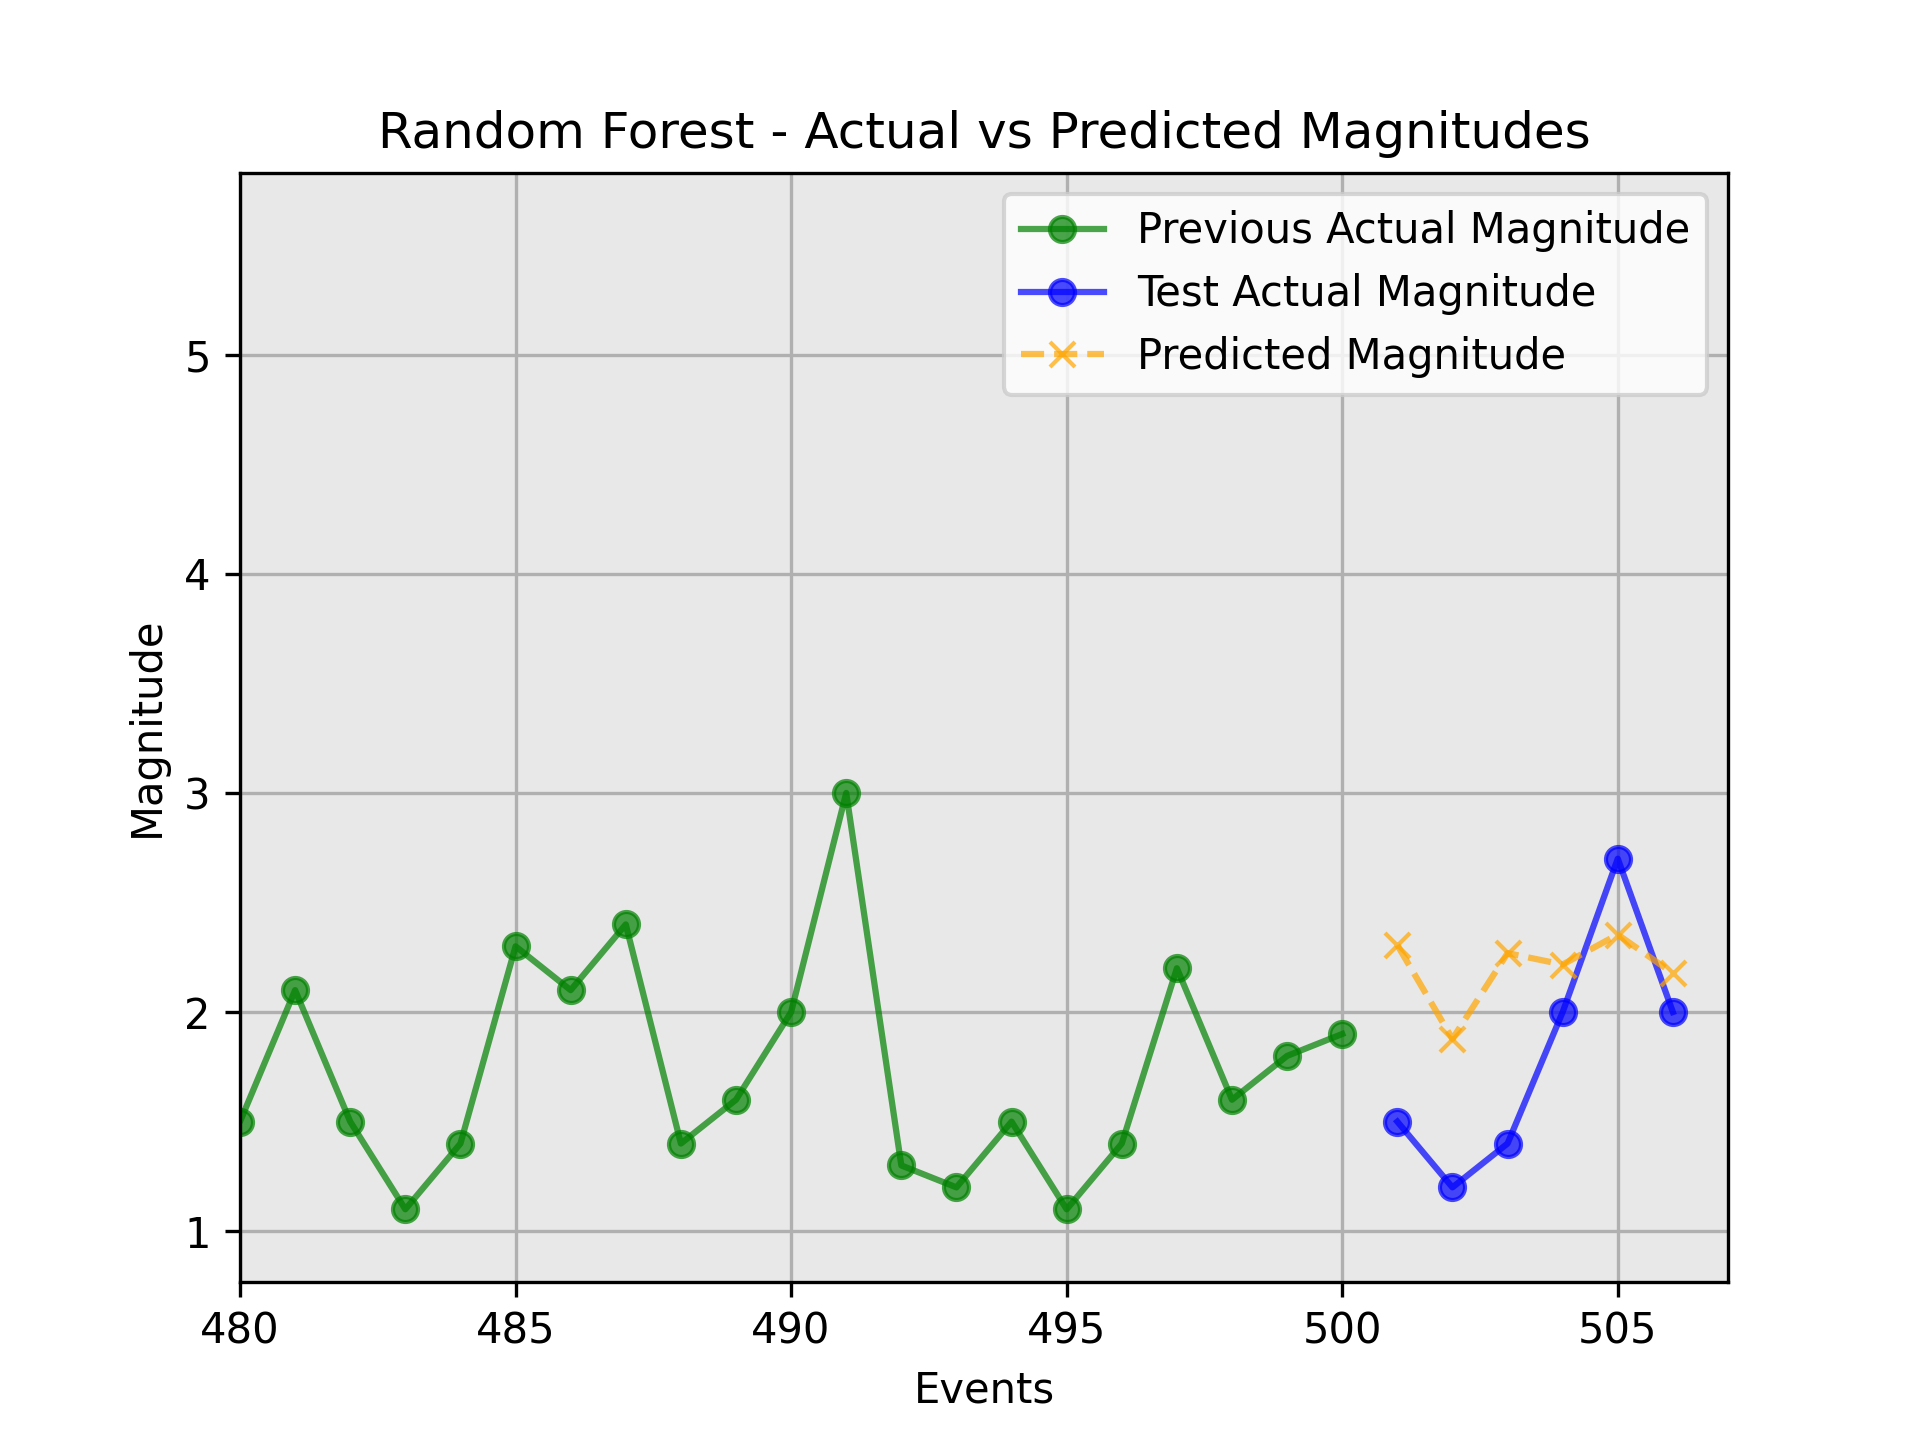 Random Forest - Actual vs Predicted Magnitudes
Previous Actual Magnitude
Test Actual Magnitude
Predicted Magnitude
5
4
3
2
1
Magnitude
480 485 490 495 500 505
Events